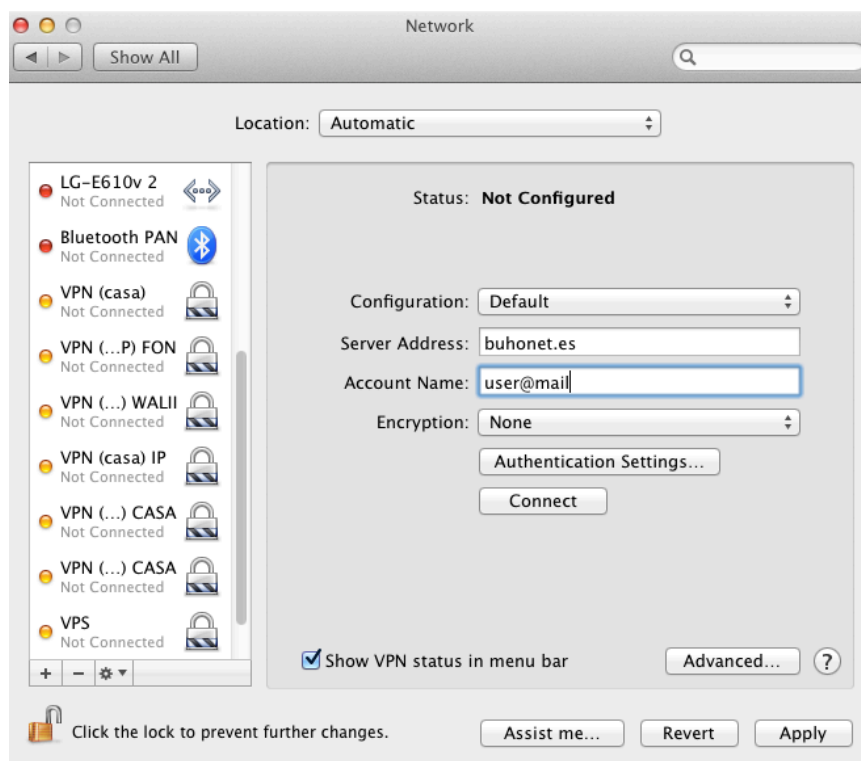 Network
Show All
Location: Automatic
LG-E610v 2
Not Connected
Bluetooth PAN
Not Connected
VPN (casa)
Not Connected
VPN (...P) FON
Not Connected
VPN (...) WALII
Not Connected
VPN (casa) IP
Not Connected
VPN (...) CASA
Not Connected
VPN (...) CASA
Not Connected
VPS
Not Connected
Status: Not Configured
Configuration: Default
Server Address: buhonet.es
Account Name: user@mail
Encryption: None
Authentication Settings...
Connect
Show VPN status in menu bar
Advanced... ?
Click the lock to prevent further changes.
Assist me... Revert Apply